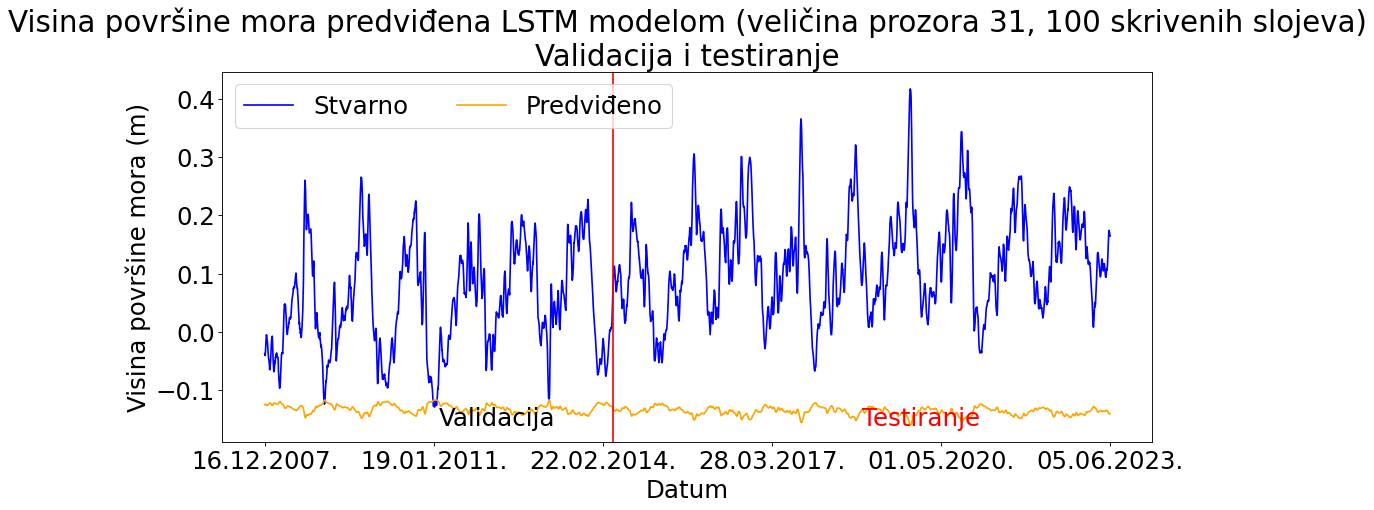 Visina površine mora predviđena LSTM modelom (veličina prozora 31, 100 skrivenih slojeva)
Validacija i testiranje
Stvarno
Predviđeno
Visina površine mora (m)
0.4
0.3
0.2
0.1
0.0
−0.1
Validacija
Testiranje
16.12.2007.
19.01.2011.
22.02.2014.
28.03.2017.
01.05.2020.
05.06.2023.
Datum